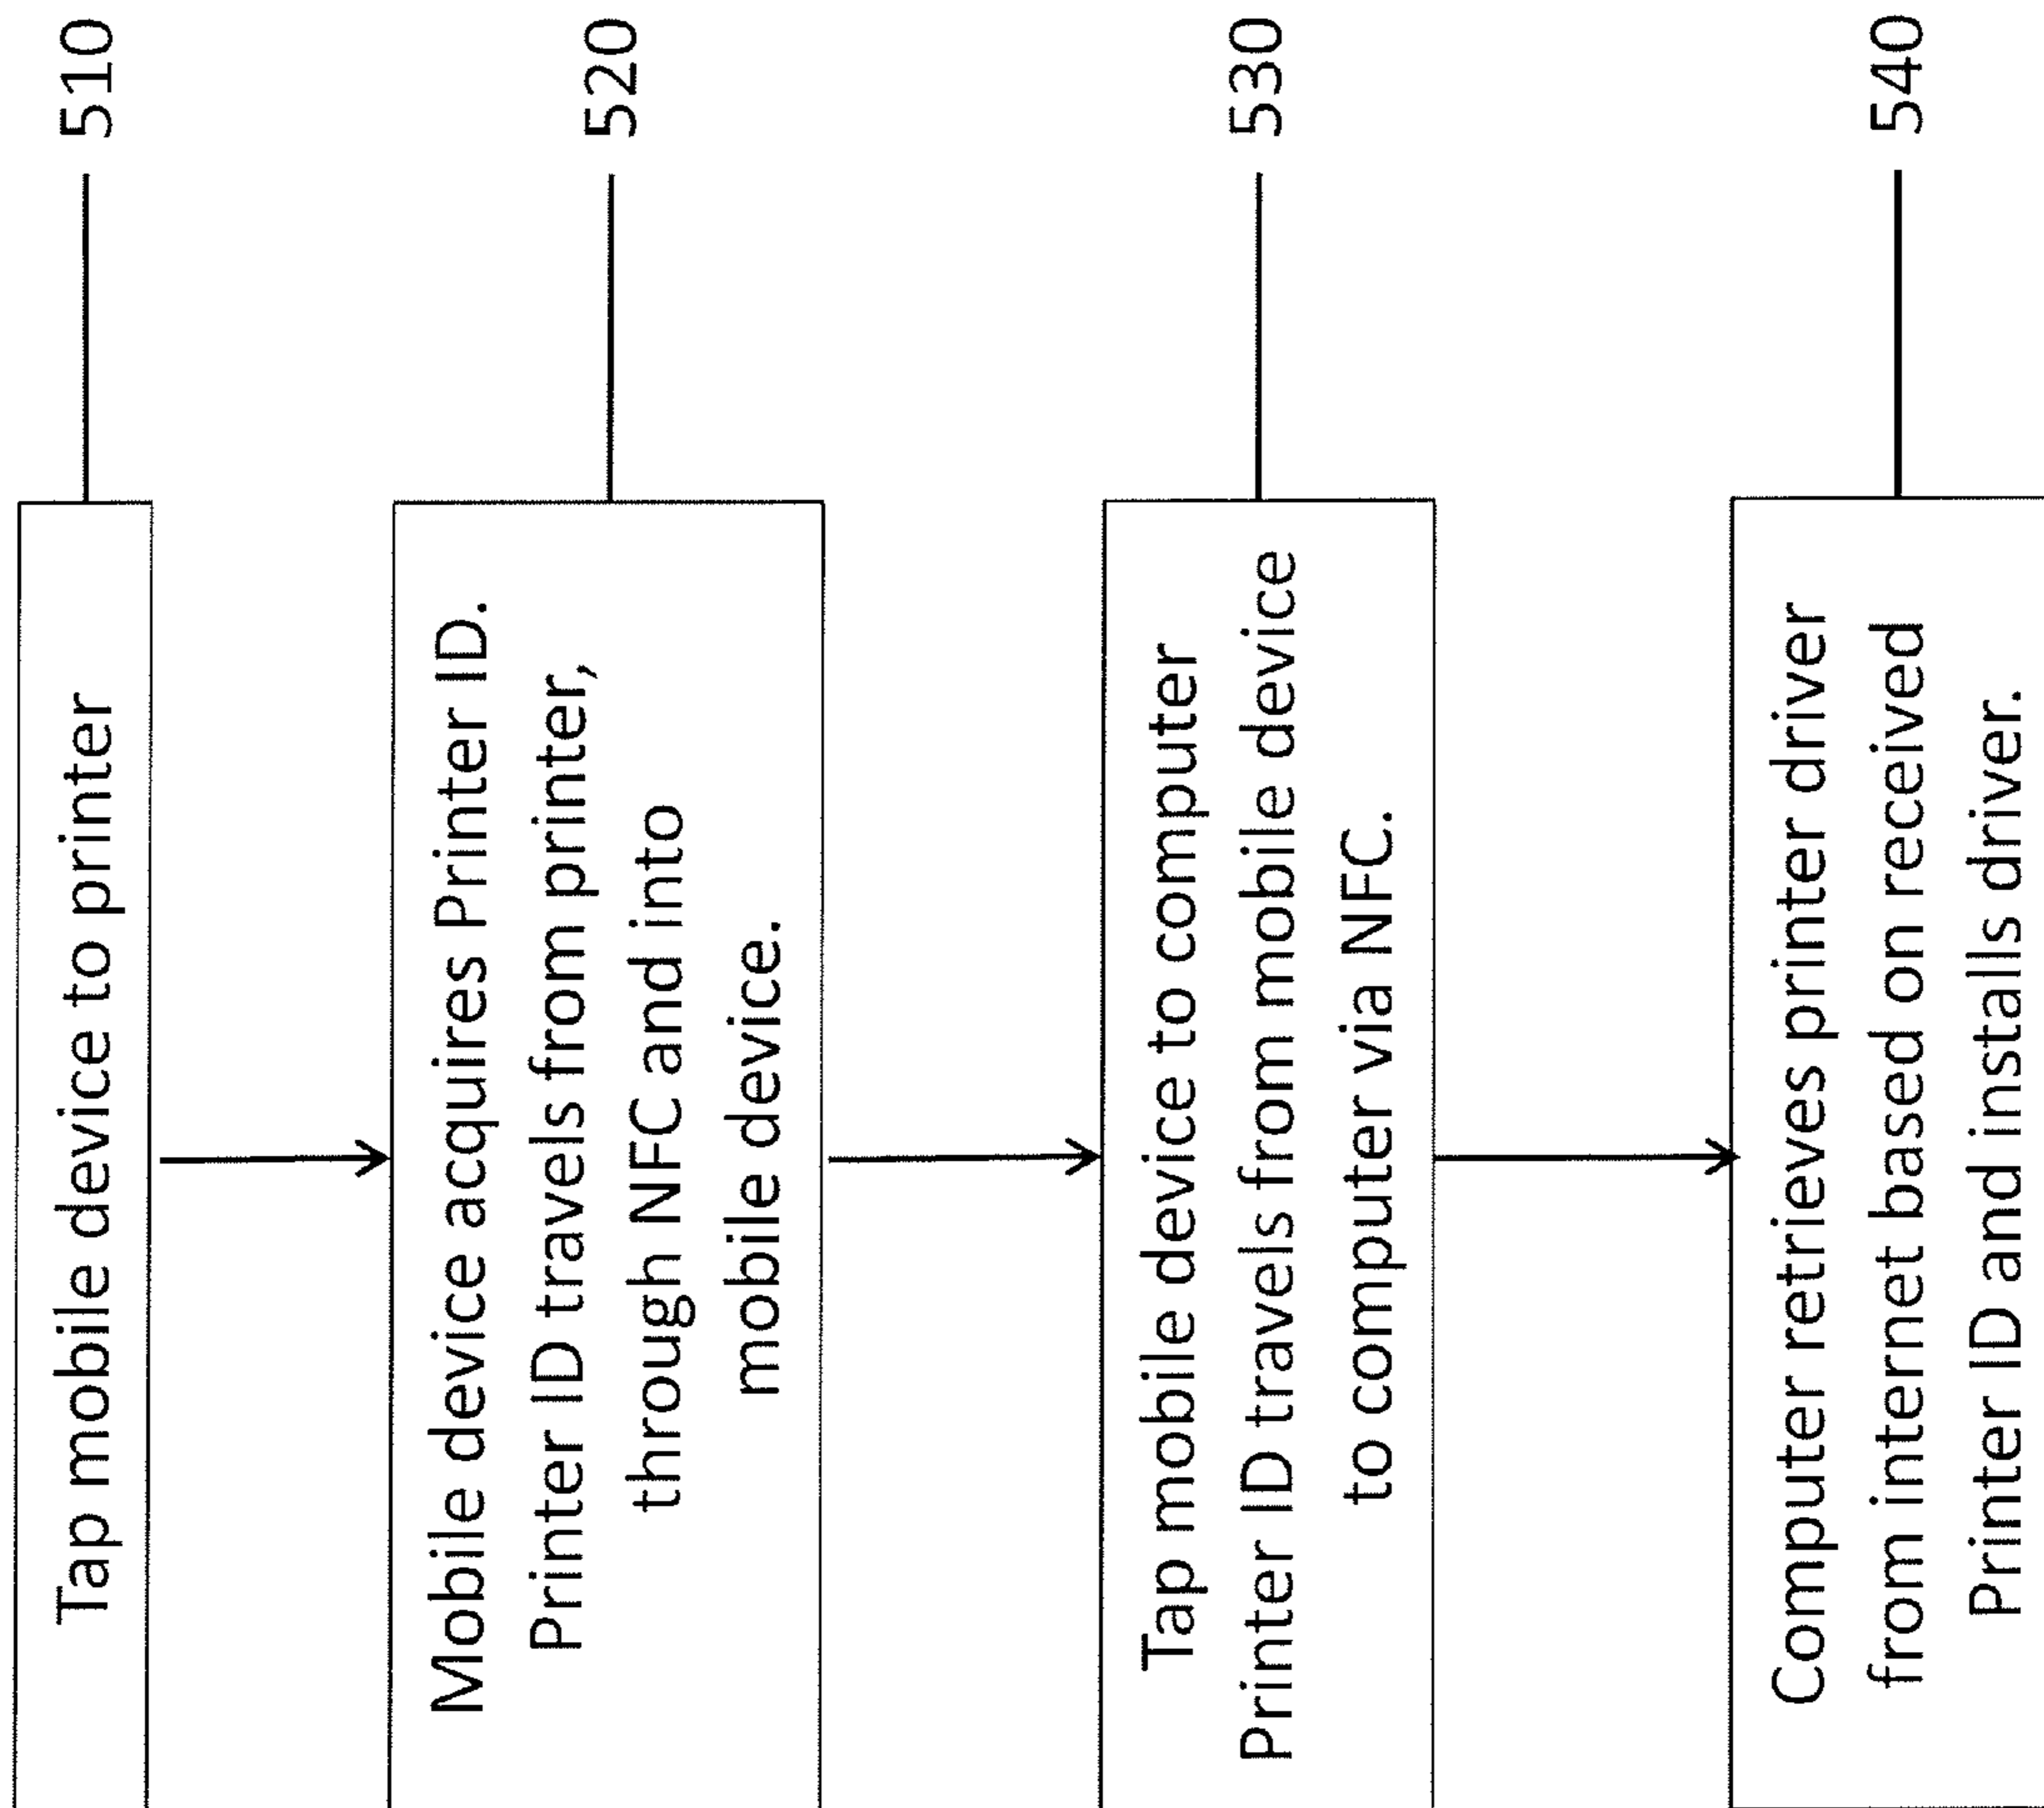 Tap mobile device to printer
510
Mobile device acquires Printer ID.
Printer ID travels from printer,
through NFC and into
mobile device.
520
Tap mobile device to computer
Printer ID travels from mobile device
to computer via NFC.
530
Computer retrieves printer driver
from internet based on received
Printer ID and installs driver.
540